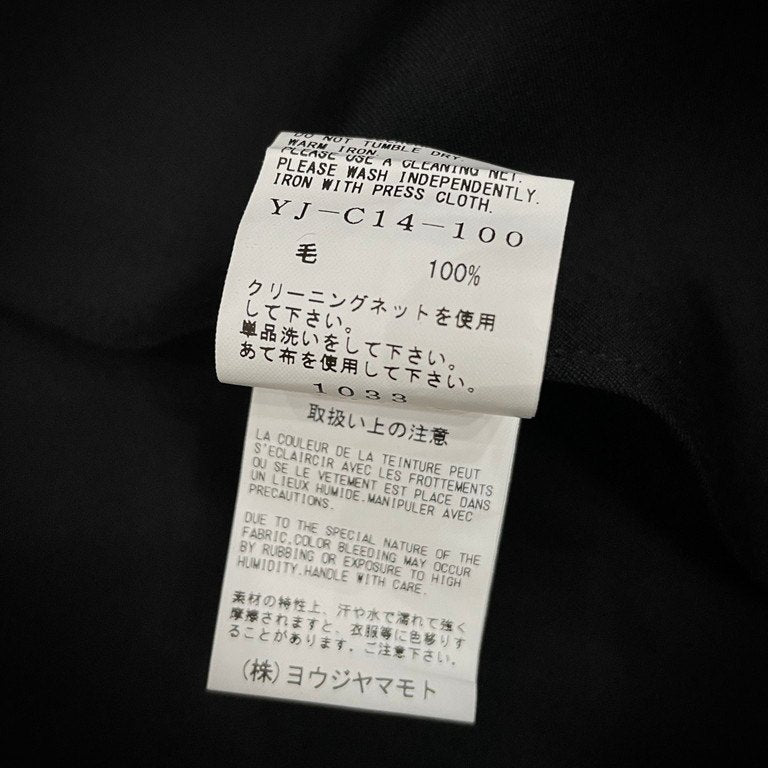 DO NOT TUMBLE DRY.
WARM IRON.
PLEASE USE A CLEANING NET.
PLEASE WASH INDEPENDENTLY.
IRON WITH PRESS CLOTH.
YJ-C14-100
毛 100%
クリーニングネットを使用
して下さい。
単品洗いをして下さい。
あて布を使用して下さい。
1033
取扱い上の注意
LA COULEUR DE LA TEINTURE PEUT
S'ECLAIRCIR AVEC LES FROTTEMENTS
OU SE LE VETEMENT EST PLACE DANS
UN LIEUX HUMIDE.MANIPULER AVEC
PRECAUTIONS.
DUE TO THE SPECIAL NATURE OF THE
FABRIC,COLOR BLEEDING MAY OCCUR
BY RUBBING OR EXPOSURE TO HIGH
HUMIDITY.HANDLE WITH CARE.
素材の特性上、汗や水で濡れて強く
摩擦されますと、衣服等に色移りす
ることがあります。ご注意下さい。
(株)ヨウジヤマモト